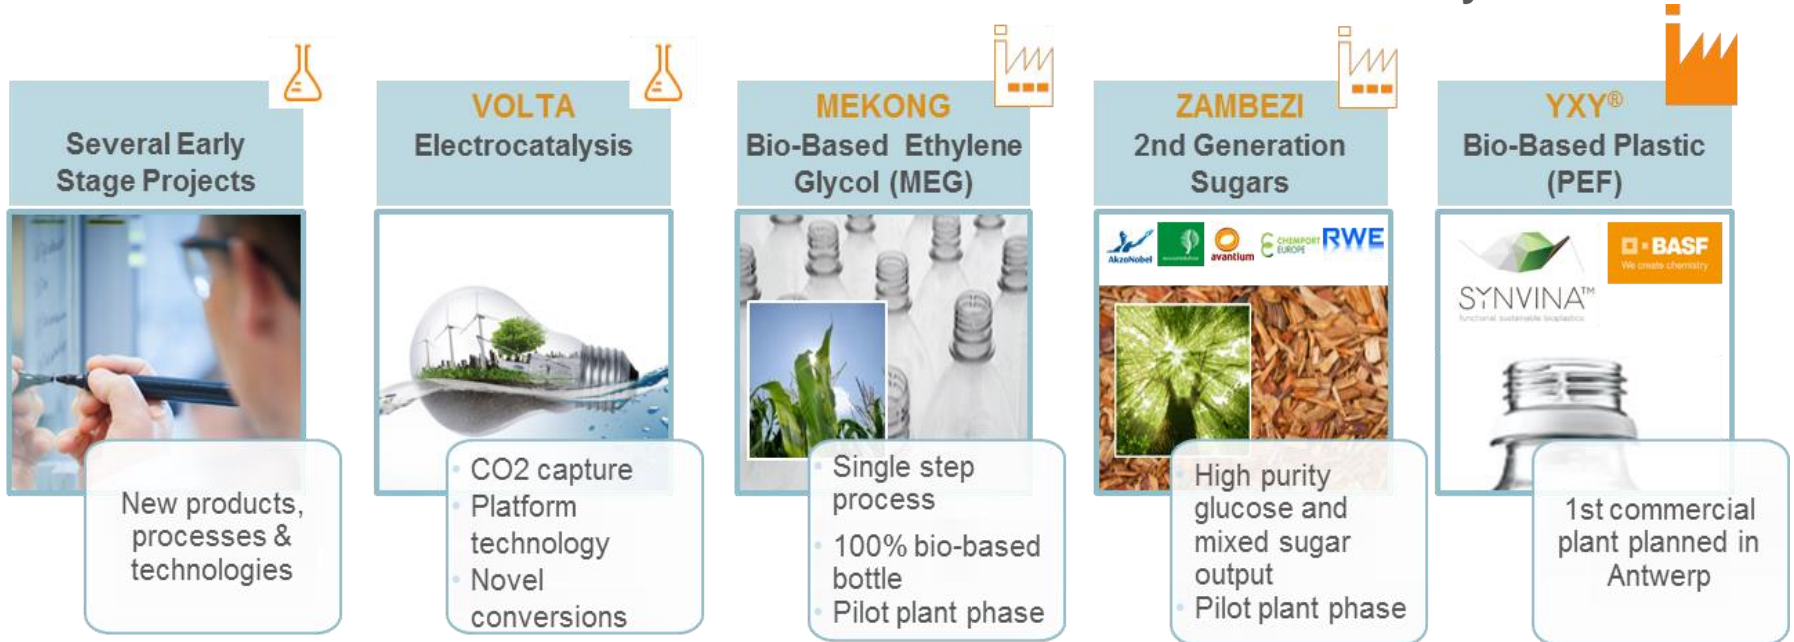 Several Early
Stage Projects
New products,
processes &
technologies
VOLTA
Electrocatalysis
CO2 capture
Platform
technology
Novel
conversions
MEKONG
Bio-Based Ethylene
Glycol (MEG)
Single step
process
100% bio-based
bottle
Pilot plant phase
ZAMBEZI
2nd Generation
Sugars
AkzoNobel
avantium
CHEMPORT
EUROPE
RWE
High purity
glucose and
mixed sugar
output
Pilot plant phase
YXY®
Bio-Based Plastic
(PEF)
SYNVINA™
functional sustainable bioplastics
BASF
We create chemistry
1st commercial
plant planned in
Antwerp